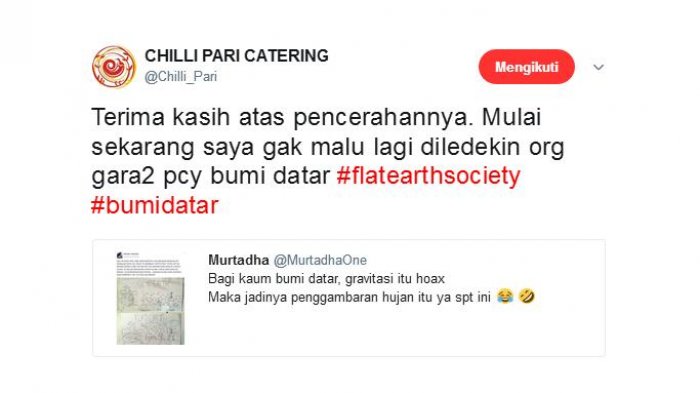 CHILLI PARI CATERING
@Chilli_Pari
Mengikuti
Terima kasih atas pencerahannya. Mulai
sekarang saya gak malu lagi diledekin org
gara2 pcy bumi datar #flatearthsociety
#bumidatar
Murtadha @MurtadhaOne
Bagi kaum bumi datar, gravitasi itu hoax
Maka jadinya penggambaran hujan itu ya spt ini 😂 🤣